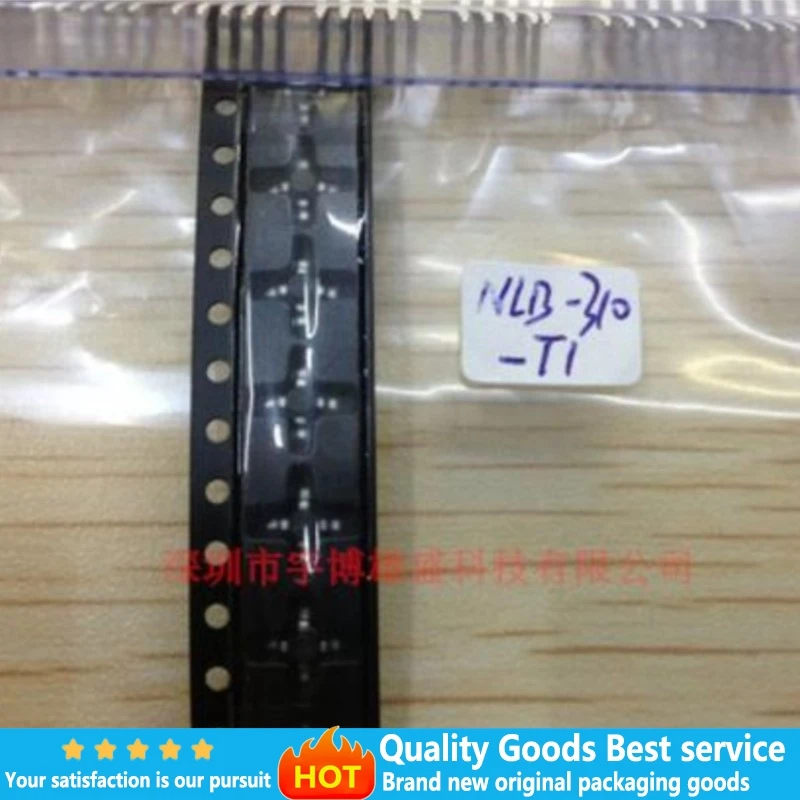 NLB-310
-T1
深圳市宇博雄盛科技有限公司
Quality Goods Best service
Your satisfaction is our pursuit
HOT
Brand new original packaging goods